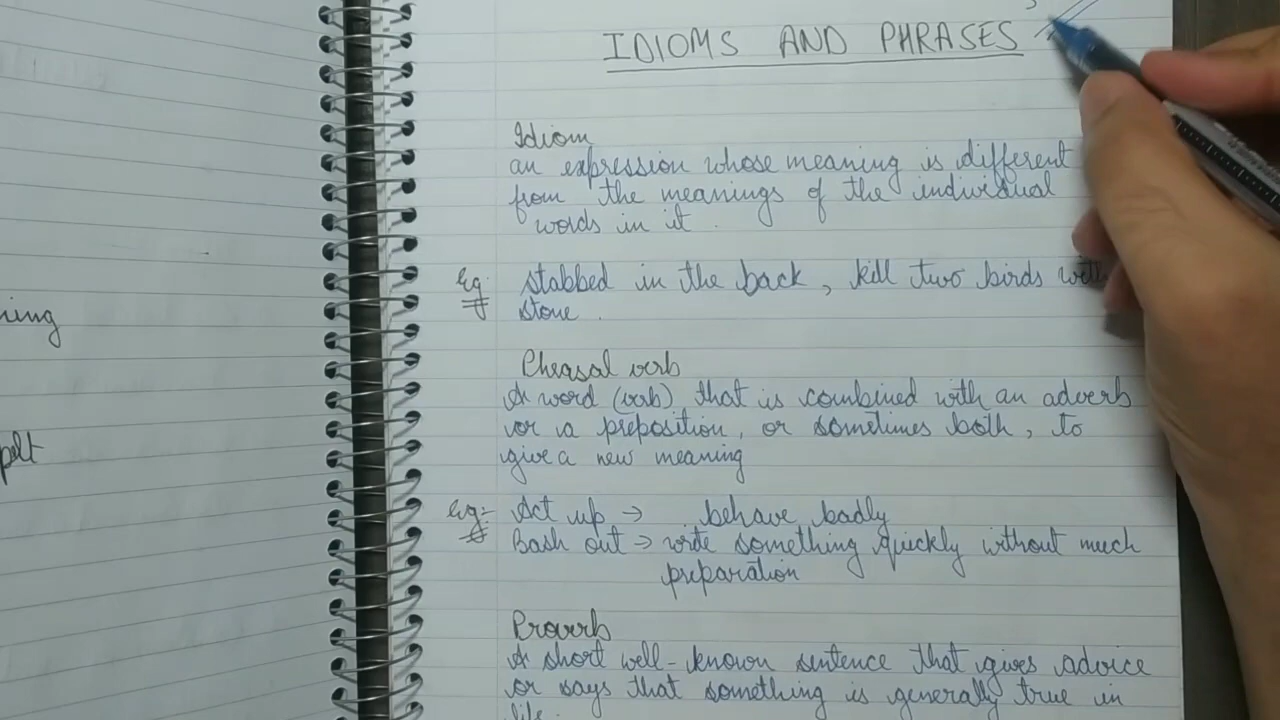 IDIOMS AND PHRASES
Idiom
an expression whose meaning is different
from the meanings of the individual
words in it.
Eg. stabbed in the back, kill two birds with
stone.
Phrasal verb
A word (verb) that is combined with an adverb
or a preposition, or sometimes both, to
give a new meaning
Eg:- Act up → behave badly
Bash out → write something quickly without much
preparation
Proverb
A short well-known sentence that gives advice
or says that something is generally true in
life.